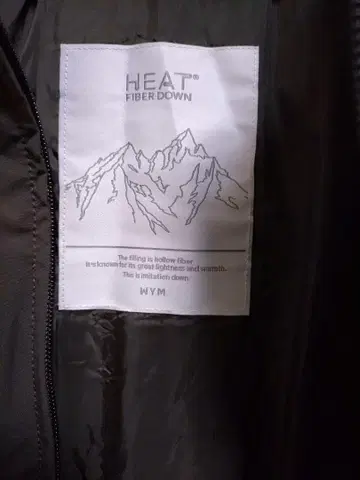 HEAT®
FIBER DOWN
The filling is hollow fiber
is known for its great lightness and warmth.
This is imitation down
WYM